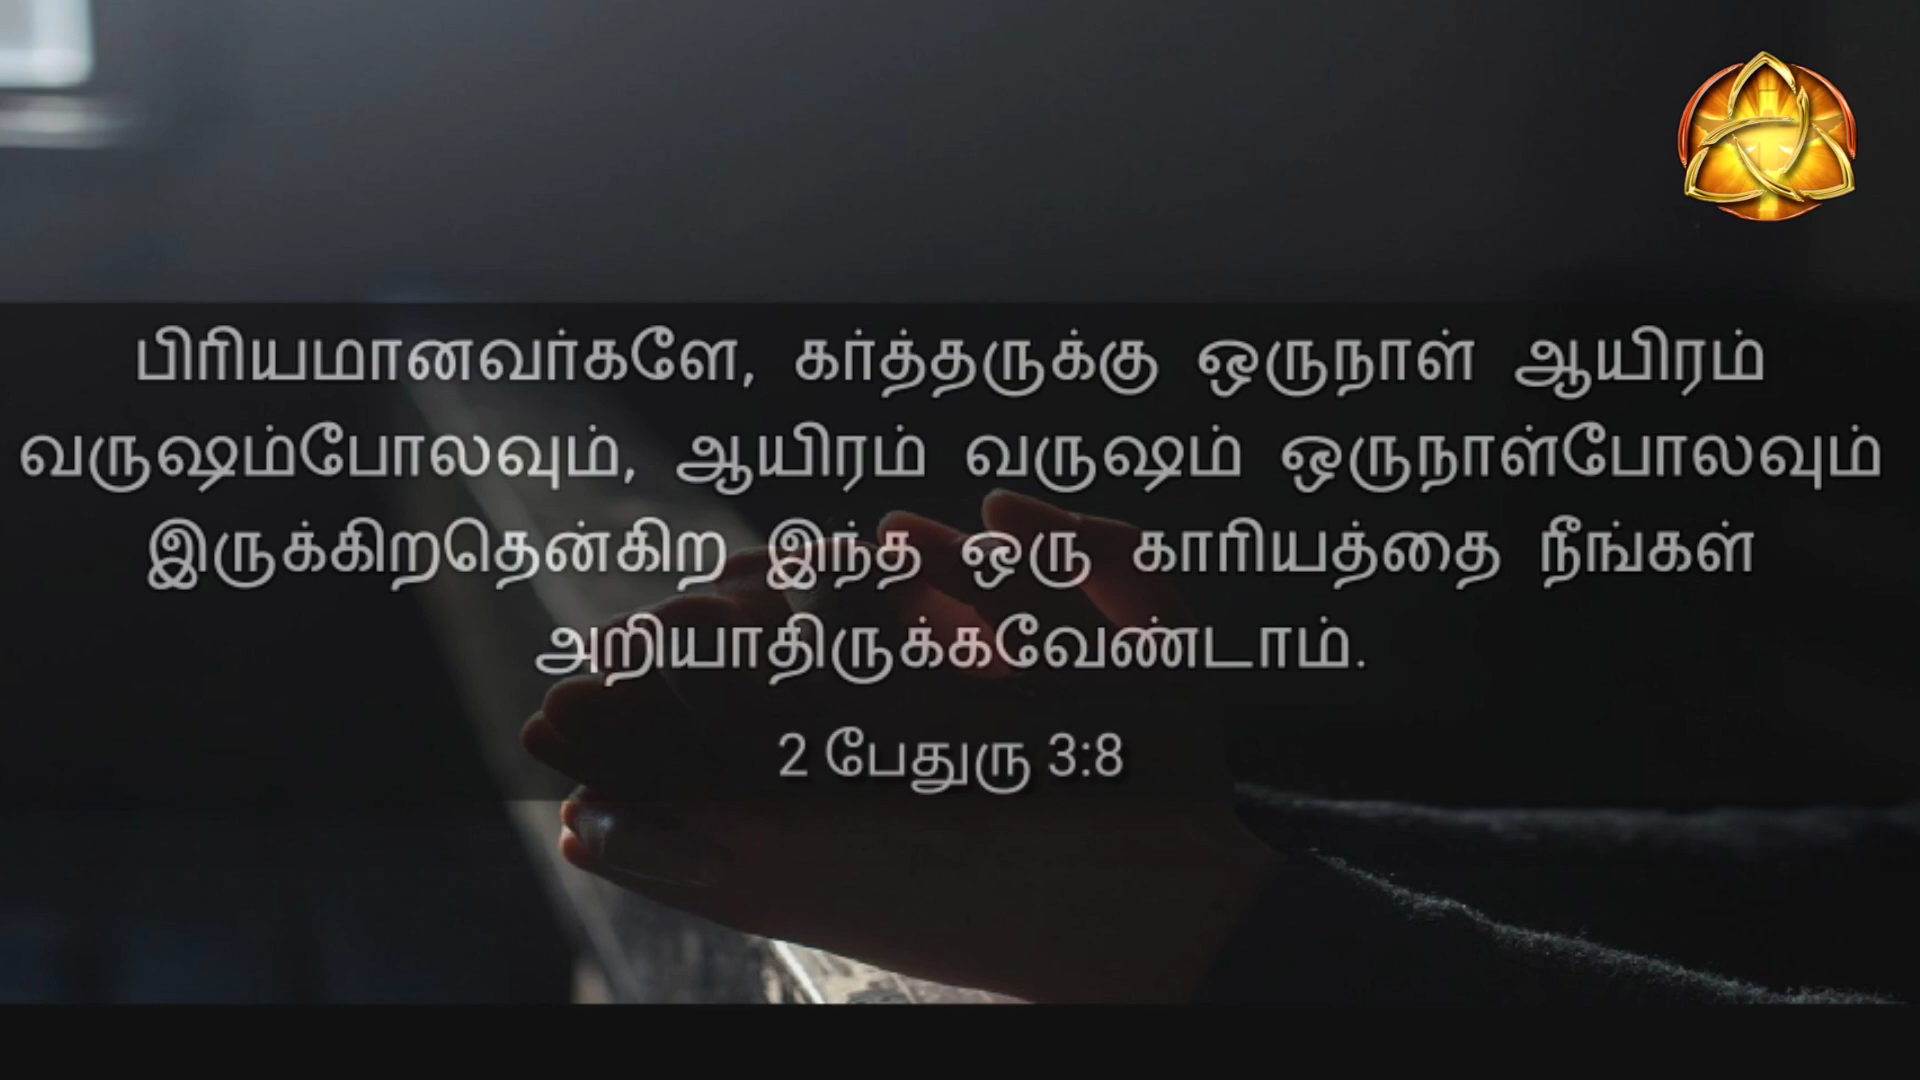 பிரியமானவர்களே, கர்த்தருக்கு ஒருநாள் ஆயிரம்
வருஷம்போலவும், ஆயிரம் வருஷம் ஒருநாள்போலவும்
இருக்கிறதென்கிற இந்த ஒரு காரியத்தை நீங்கள்
அறியாதிருக்கவேண்டாம்.
2 பேதுரு 3:8